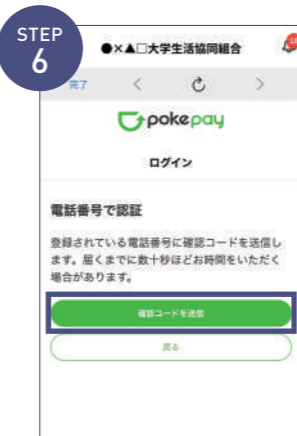 STEP
6
●×▲□大学生活協同組合
完了
pokepay
ログイン
電話番号で認証
登録されている電話番号に確認コードを送信し
ます。届くまでに数十秒ほどお時間をいただく
場合があります。
確認コードを送信
戻る